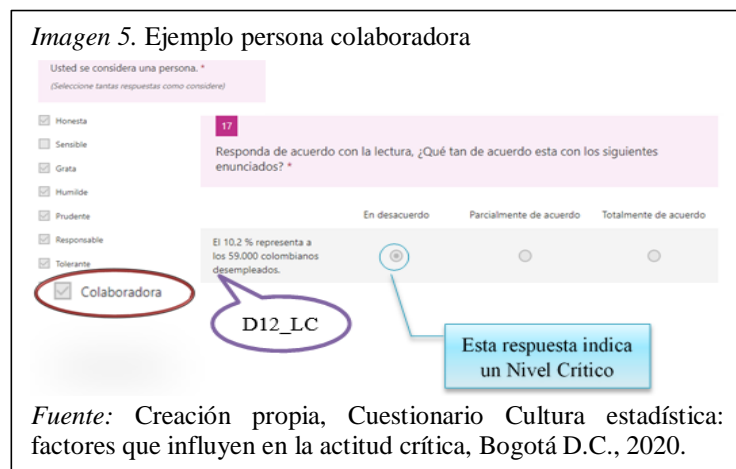 Imagen 5. Ejemplo persona colaboradora
Usted se considera una persona. *
(Seleccione tantas respuestas como considere)
Honesta
Sensible
Grata
Humilde
Prudente
Responsable
Tolerante
Colaboradora
17
Responda de acuerdo con la lectura, ¿Qué tan de acuerdo esta con los siguientes
enunciados? *
En desacuerdo Parcialmente de acuerdo Totalmente de acuerdo
El 10.2 % representa a
los 59.000 colombianos
desempleados.
D12_LC
Esta respuesta indica
un Nivel Crítico
Fuente: Creación propia, Cuestionario Cultura estadística:
factores que influyen en la actitud crítica, Bogotá D.C., 2020.